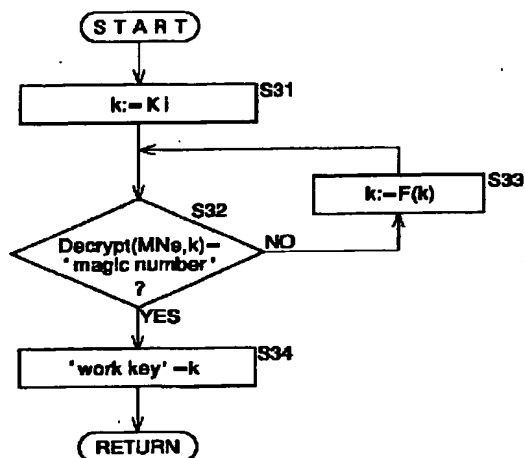 START
S31
k:=Ki
S33
k:=F(k)
S32
Decrypt(MNe,k)=
'magic number'
?
NO
YES
S34
'work key'=k
RETURN